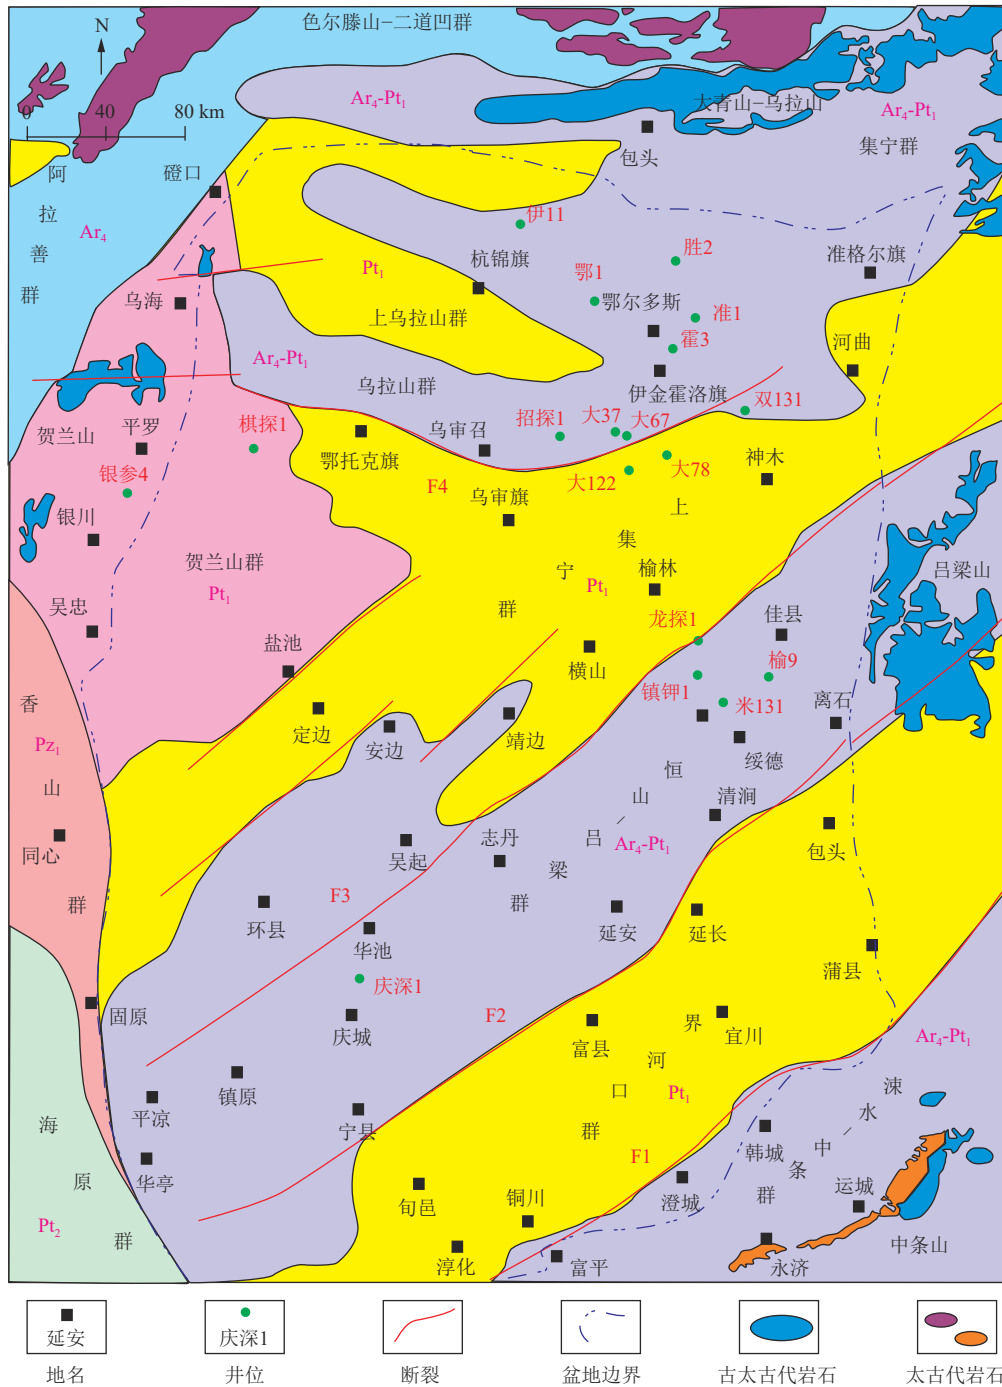 色尔腾山–二道凹群
N
0 40 80 km
Ar4-Pt1
大青山–乌拉山
Ar4-Pt1
集宁群
包头
阿拉善群
Ar4
磴口
伊11
胜2
杭锦旗
鄂1
准格尔旗
Pt1
鄂尔多斯
乌海
上乌拉山群
准1
霍3
河曲
Ar4-Pt1
乌拉山群
伊金霍洛旗
双131
贺兰山
平罗
棋探1
招探1
大37
大67
乌审召
鄂托克旗
银参4
F4
大122
大78
神木
乌审旗
银川
上集宁群
Pt1
贺兰山群
Pt1
榆林
吕梁山
吴忠
龙探1
佳县
盐池
横山
镇钾1
榆9
米131
离石
香山群
Pz1
定边
安边
靖边
绥德
清涧
恒山–吕梁群
Ar4-Pt1
同心
吴起
志丹
包头
F3
环县
华池
延安
延长
蒲县
庆深1
固原
庆城
F2
富县
宜川
界河口群
Pt1
Ar4-Pt1
涑水–中条群
镇原
平凉
宁县
海原群
Pt2
华亭
F1
韩城
旬邑
铜川
澄城
运城
淳化
富平
永济
中条山
延安
庆深1
地名
井位
断裂
盆地边界
古太古代岩石
太古代岩石